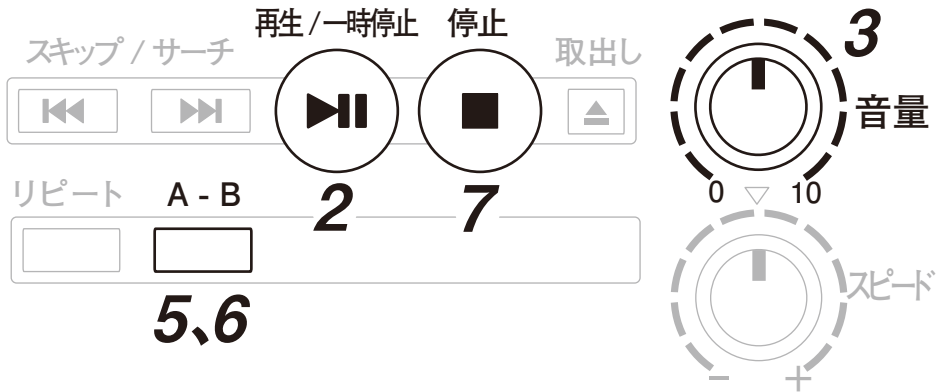 再生 / 一時停止 停止
スキップ / サーチ 取出し
3
音量
リピート A - B
2 7
0 10
5、6
スピード
− +